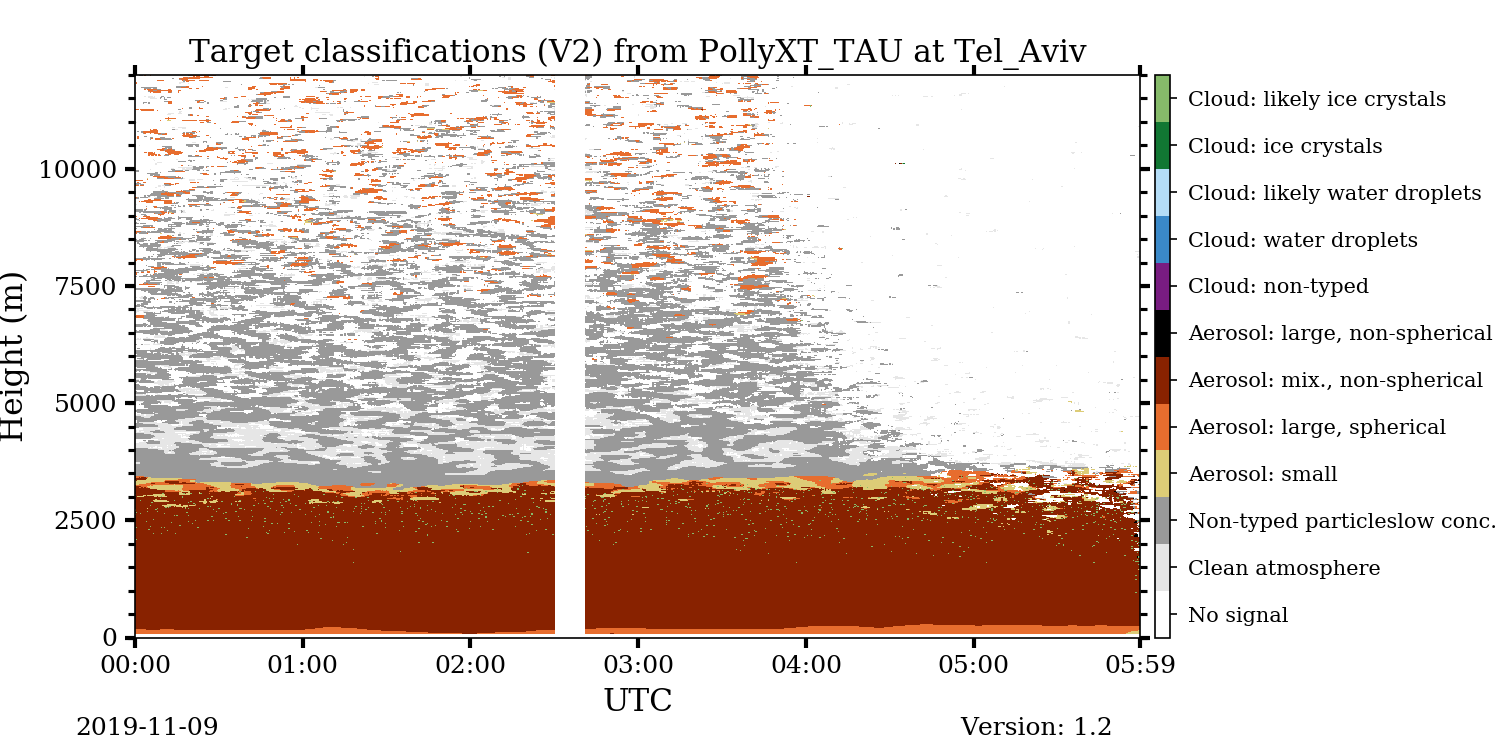 Target classifications (V2) from PollyXT_TAU at Tel_Aviv
Height (m)
10000
7500
5000
2500
0
00:00 01:00 02:00 03:00 04:00 05:00 05:59
UTC
2019-11-09
Version: 1.2
Cloud: likely ice crystals
Cloud: ice crystals
Cloud: likely water droplets
Cloud: water droplets
Cloud: non-typed
Aerosol: large, non-spherical
Aerosol: mix., non-spherical
Aerosol: large, spherical
Aerosol: small
Non-typed particleslow conc.
Clean atmosphere
No signal